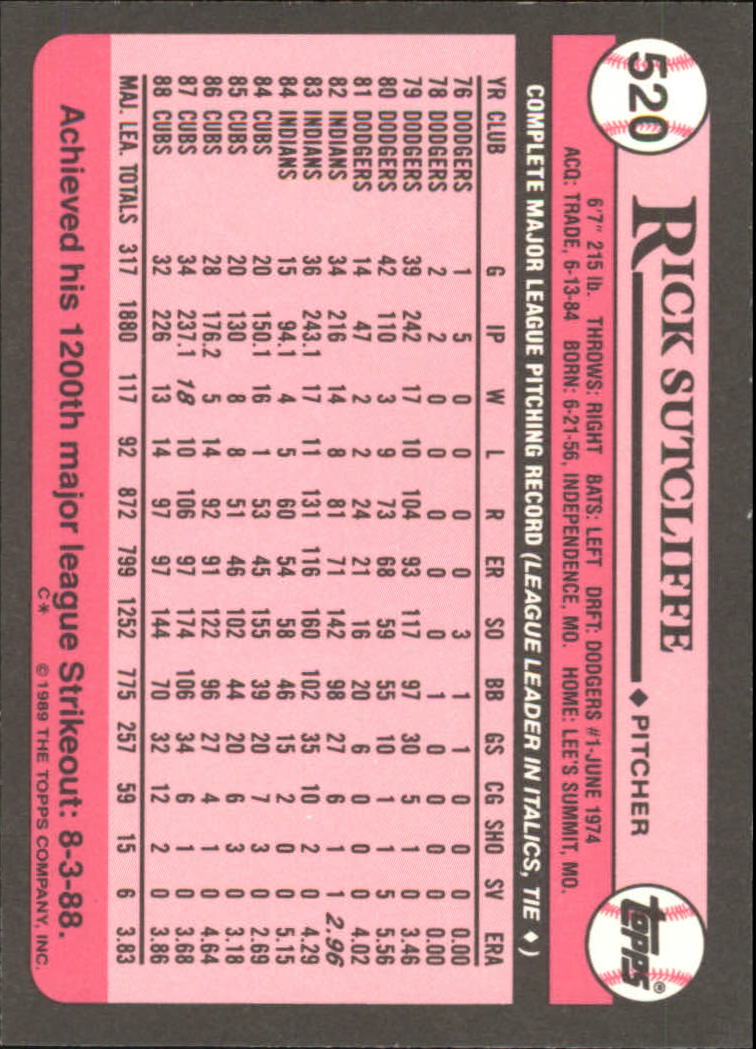 520
RICK SUTCLIFFE
♦ PITCHER
topps®
6'7" 215 lb. THROWS: RIGHT BATS: LEFT DRFT: DODGERS #1-JUNE 1974
ACQ: TRADE, 6-13-84 BORN: 6-21-56, INDEPENDENCE, MO. HOME: LEE'S SUMMIT, MO.
COMPLETE MAJOR LEAGUE PITCHING RECORD (LEAGUE LEADER IN ITALICS, TIE ♦)
YR CLUB G IP W L R ER SO BB GS CG SHO SV ERA
76 DODGERS 1 5 0 0 0 0 3 1 1 0 0 0 0.00
78 DODGERS 2 2 0 0 0 0 0 1 0 0 0 0 0.00
79 DODGERS 39 242 17 10 104 93 117 97 30 5 1 0 3.46
80 DODGERS 42 110 3 9 73 68 59 55 10 1 1 5 5.56
81 DODGERS 14 47 2 2 24 21 16 20 6 0 0 0 4.02
82 INDIANS 34 216 14 8 81 71 142 98 27 6 1 1 2.96
83 INDIANS 36 243.1 17 11 131 116 160 102 35 10 2 0 4.29
84 INDIANS 15 94.1 4 5 60 54 58 46 15 2 0 0 5.15
84 CUBS 20 150.1 16 1 53 45 155 39 20 7 3 0 2.69
85 CUBS 20 130 8 8 51 46 102 44 20 6 3 0 3.18
86 CUBS 28 176.2 5 14 92 91 122 96 27 4 1 0 4.64
87 CUBS 34 237.1 18 10 106 97 174 106 34 6 1 0 3.68
88 CUBS 32 226 13 14 97 97 144 70 32 12 2 0 3.86
MAJ. LEA. TOTALS 317 1880 117 92 872 799 1252 775 257 59 15 6 3.83
Achieved his 1200th major league Strikeout: 8-3-88.
C* © 1989 THE TOPPS COMPANY, INC.